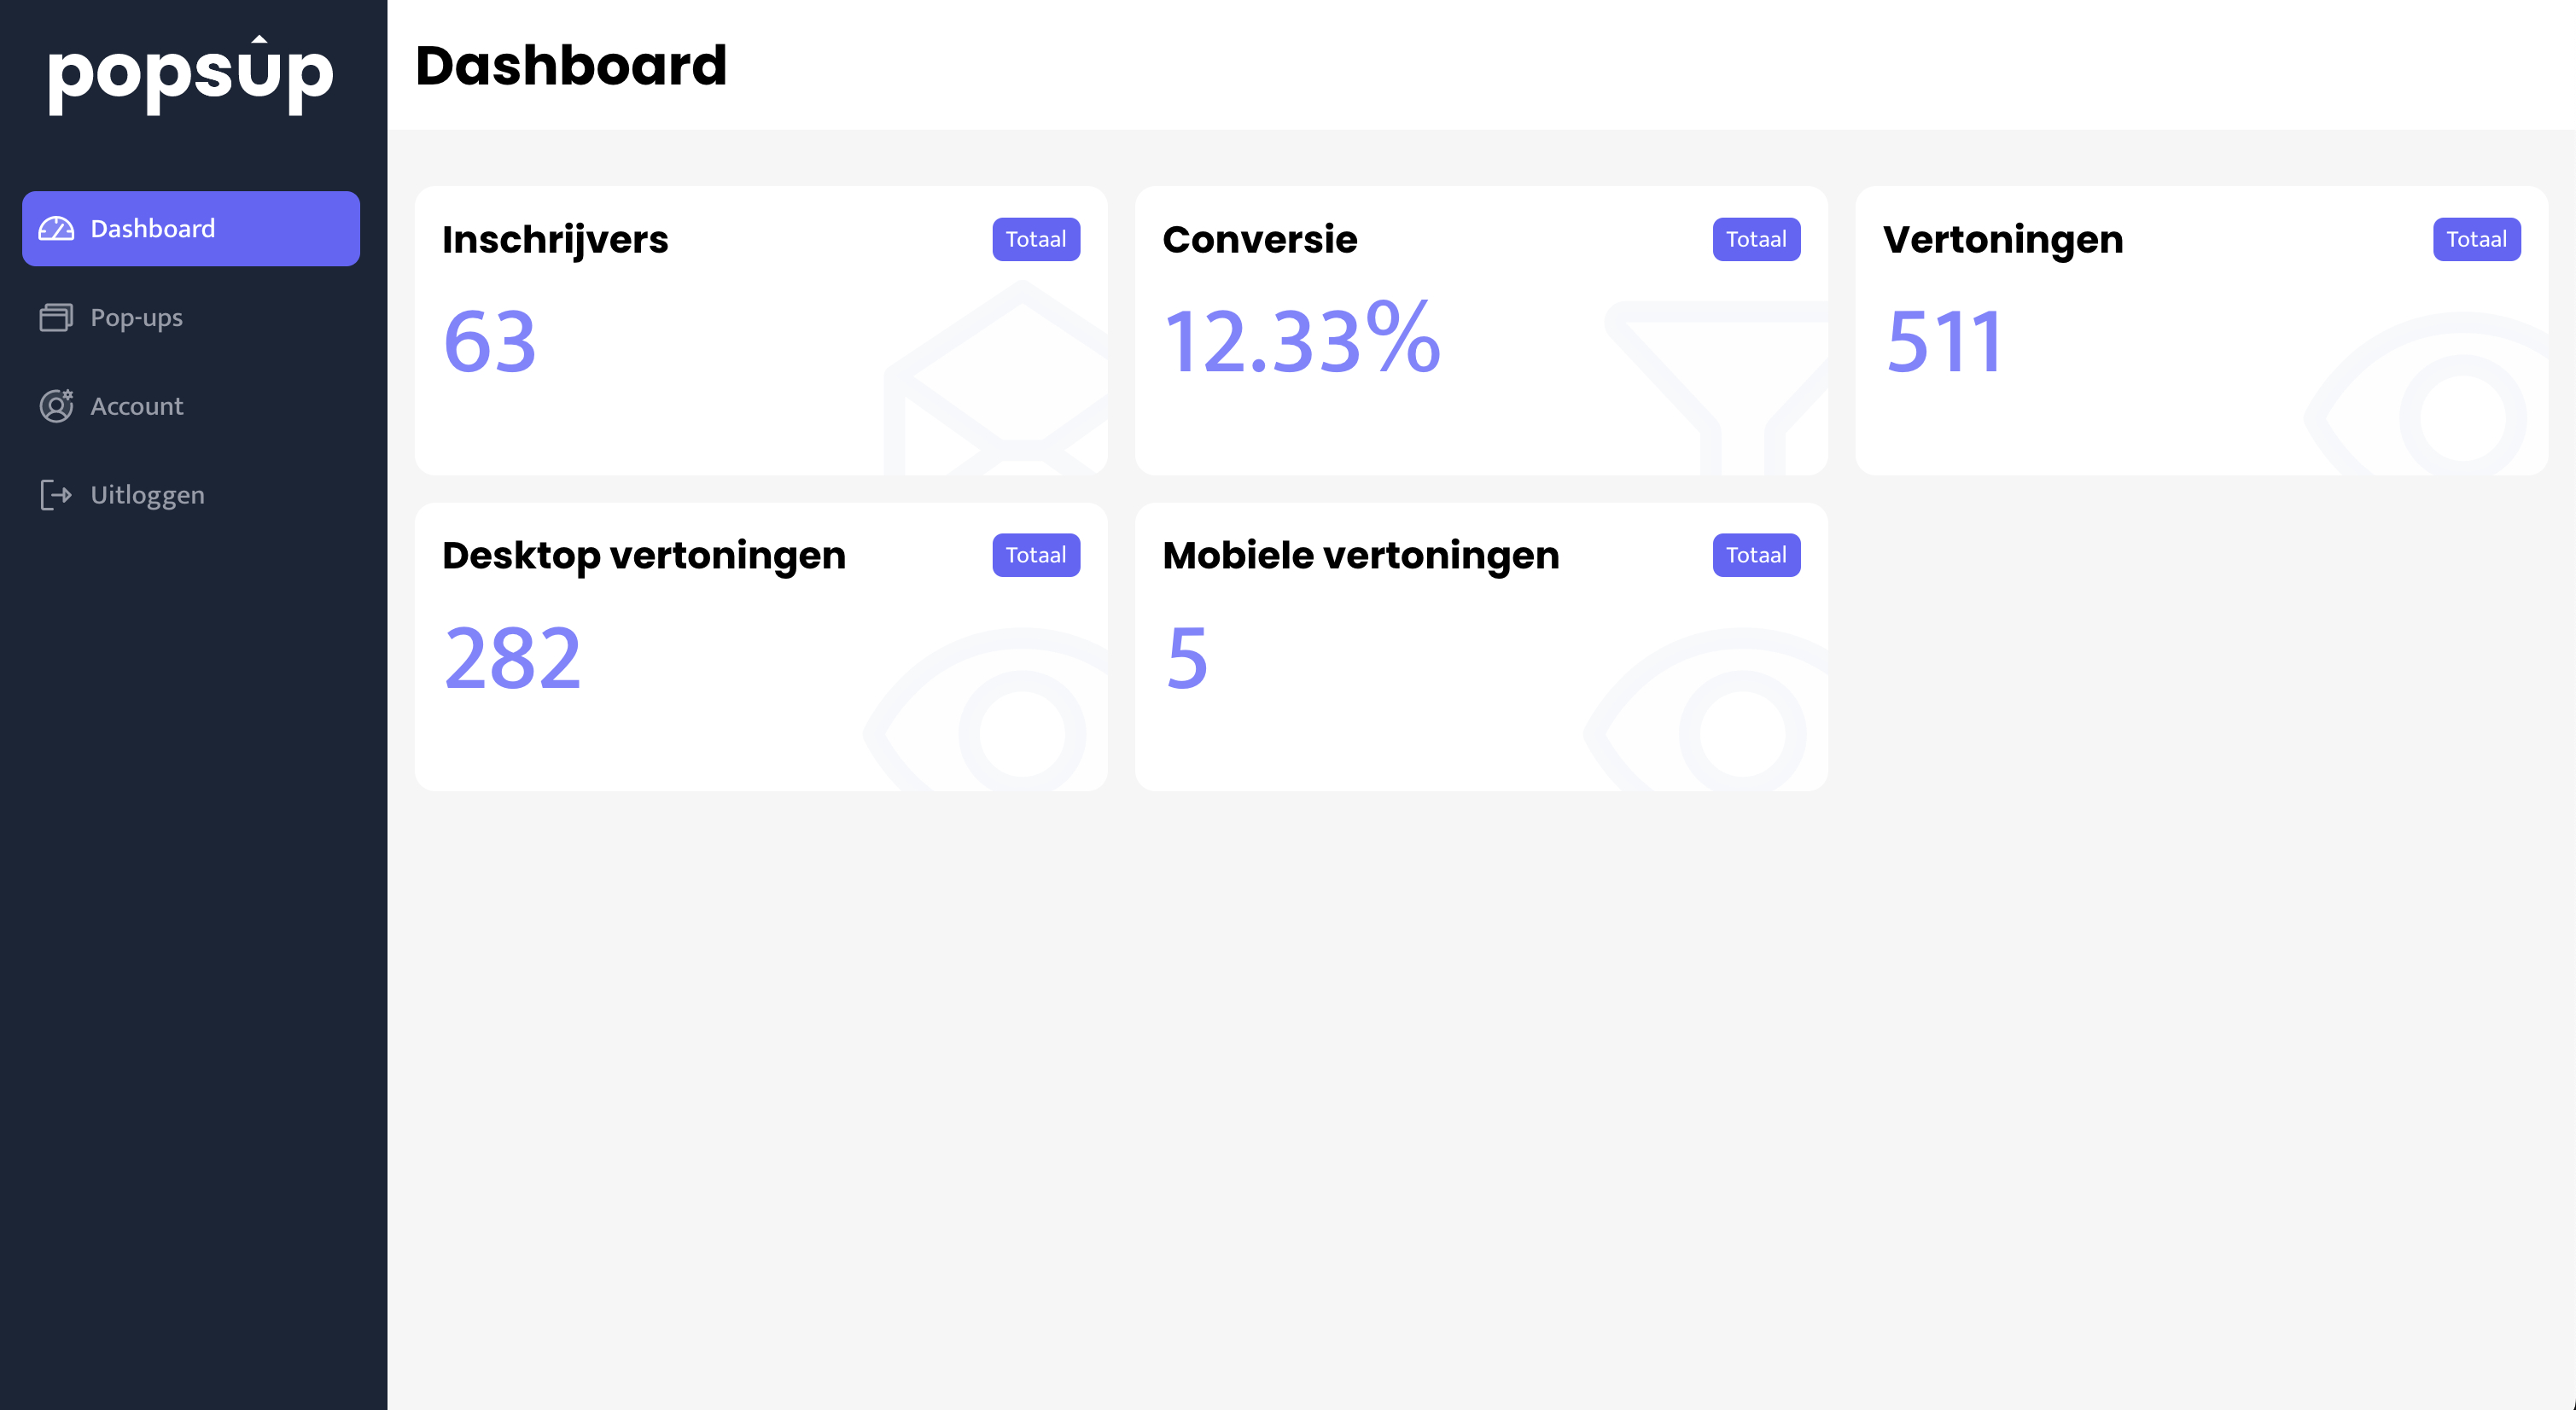 popsup
Dashboard
Pop-ups
Account
Uitloggen
Dashboard
Inschrijvers
Totaal
63
Conversie
Totaal
12.33%
Vertoningen
Totaal
511
Desktop vertoningen
Totaal
282
Mobiele vertoningen
Totaal
5